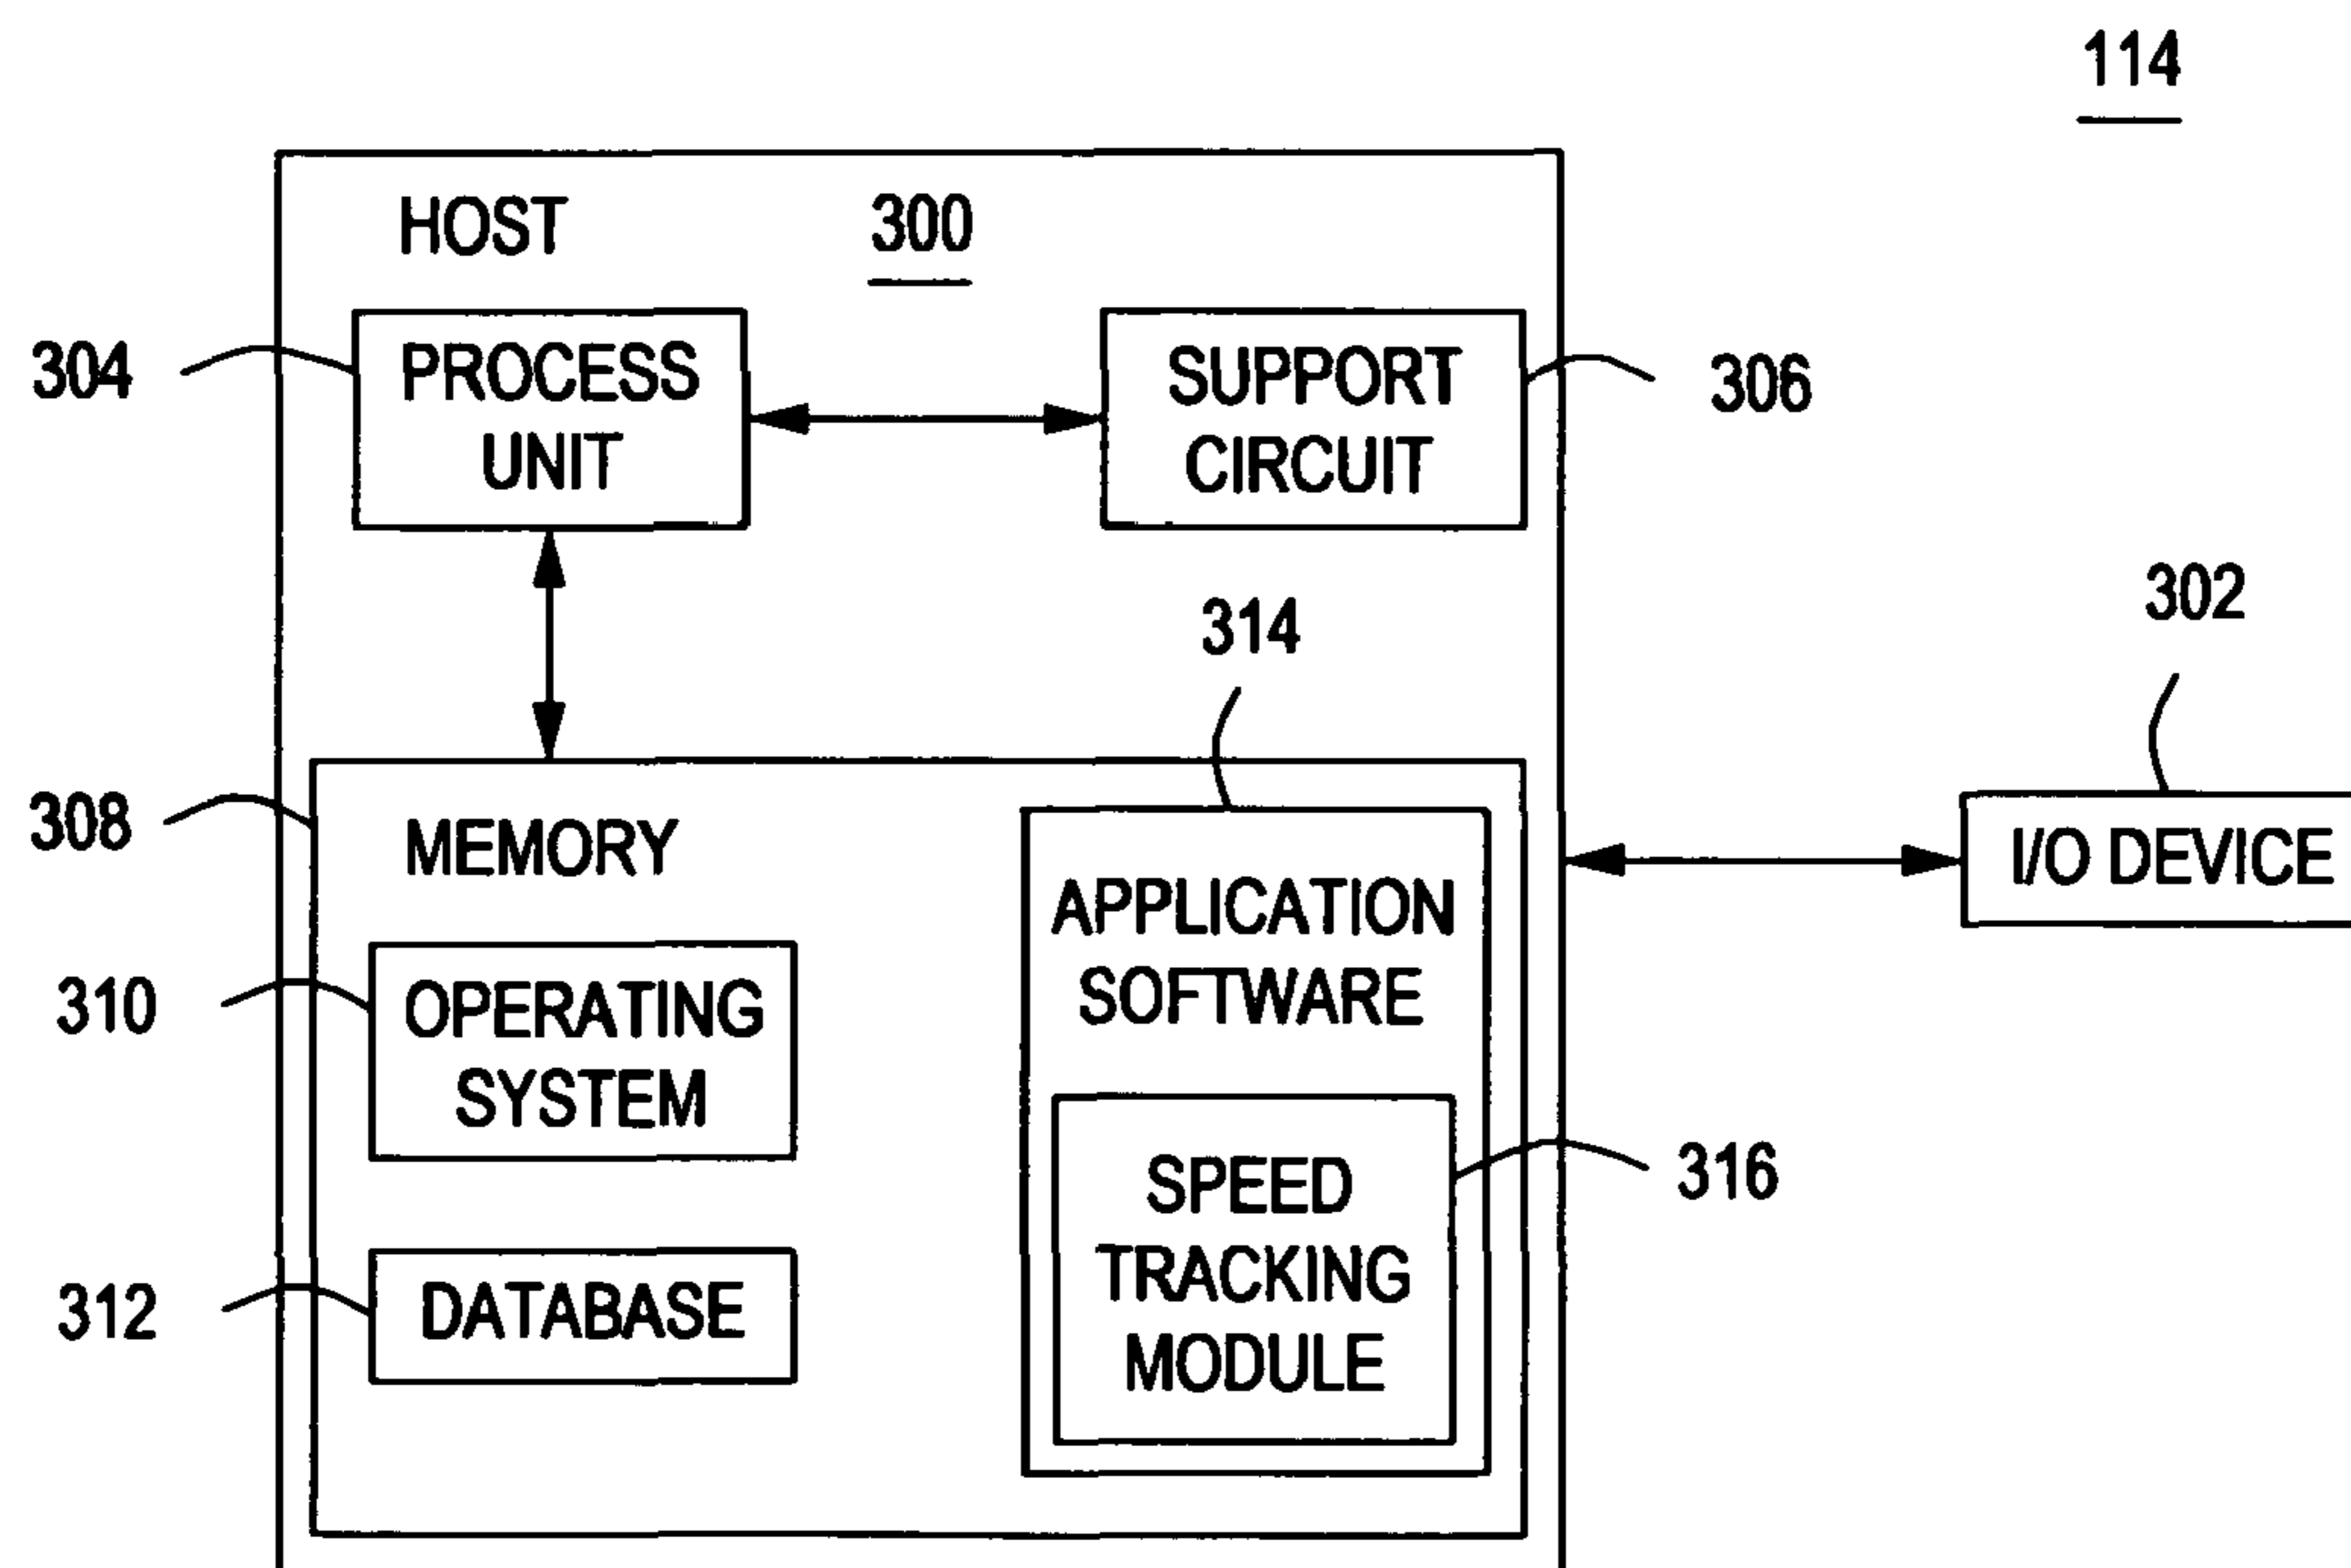 114
HOST
300
304
PROCESS
UNIT
SUPPORT
CIRCUIT
306
314
302
308
MEMORY
APPLICATION
SOFTWARE
I/O DEVICE
310
OPERATING
SYSTEM
SPEED
TRACKING
MODULE
316
312
DATABASE